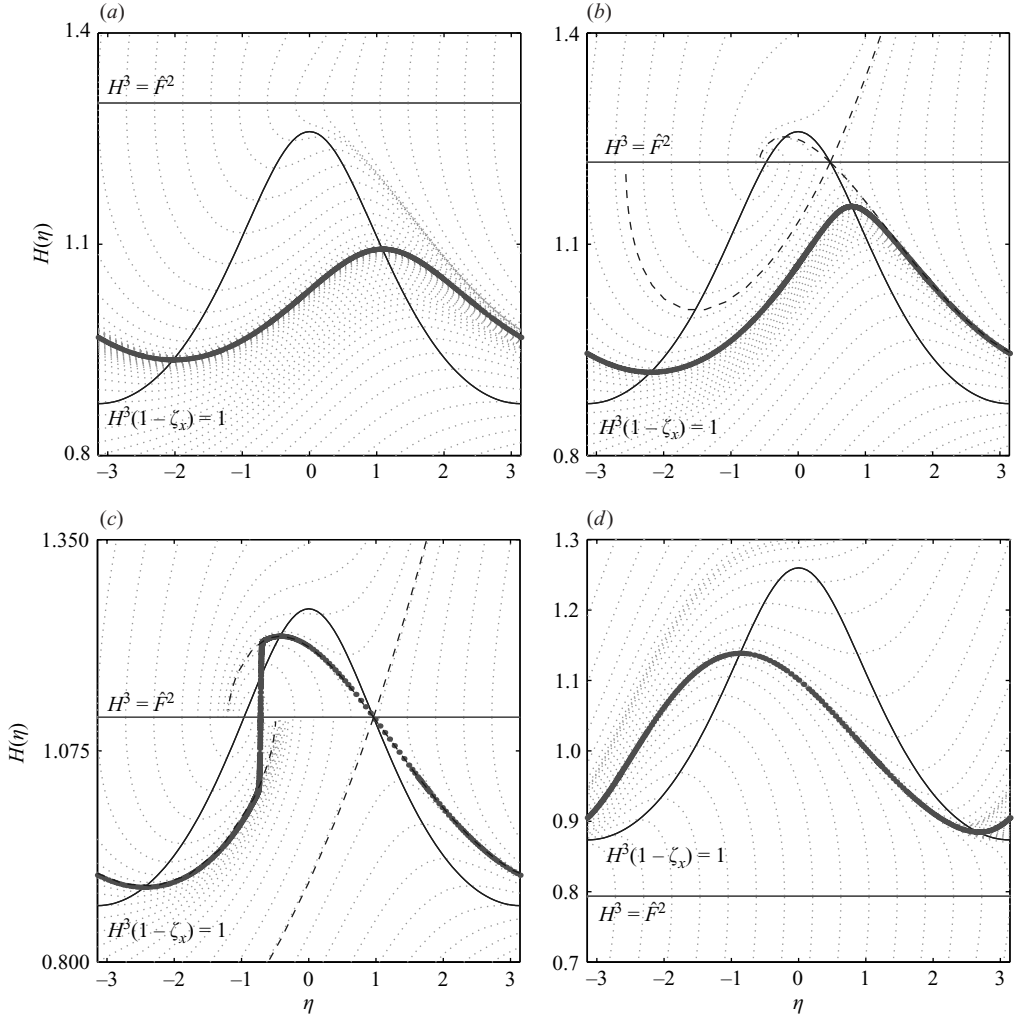 (a)
1.4
1.1
0.8
H(η)
H³ = F̂²
H³(1 – ζₓ) = 1
–3 –2 –1 0 1 2 3
(b)
1.4
1.1
0.8
H³ = F̂²
H³(1 – ζₓ) = 1
–3 –2 –1 0 1 2 3
(c)
1.350
1.075
0.800
H(η)
H³ = F̂²
H³(1 – ζₓ) = 1
–3 –2 –1 0 1 2 3
η
(d)
1.3
1.2
1.1
1.0
0.9
0.8
0.7
H³(1 – ζₓ) = 1
H³ = F̂²
–3 –2 –1 0 1 2 3
η